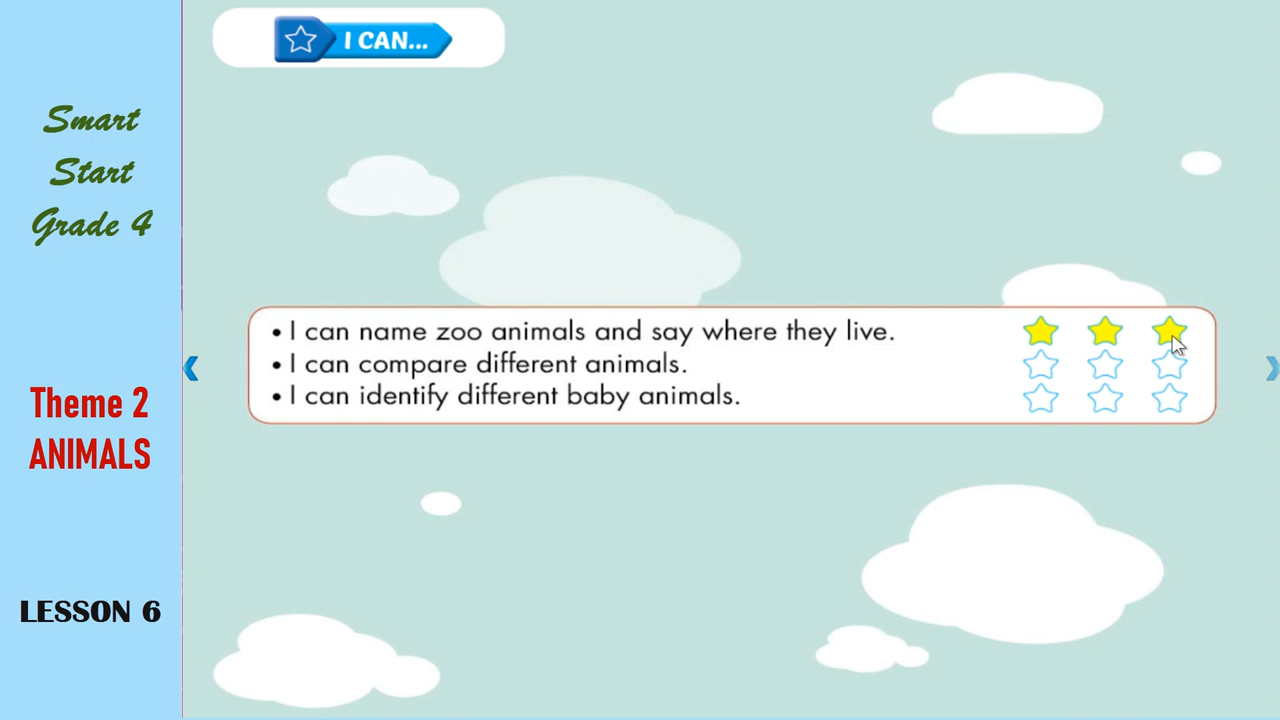 I CAN...
Smart
Start
Grade 4
• I can name zoo animals and say where they live.
• I can compare different animals.
• I can identify different baby animals.
Theme 2
ANIMALS
LESSON 6